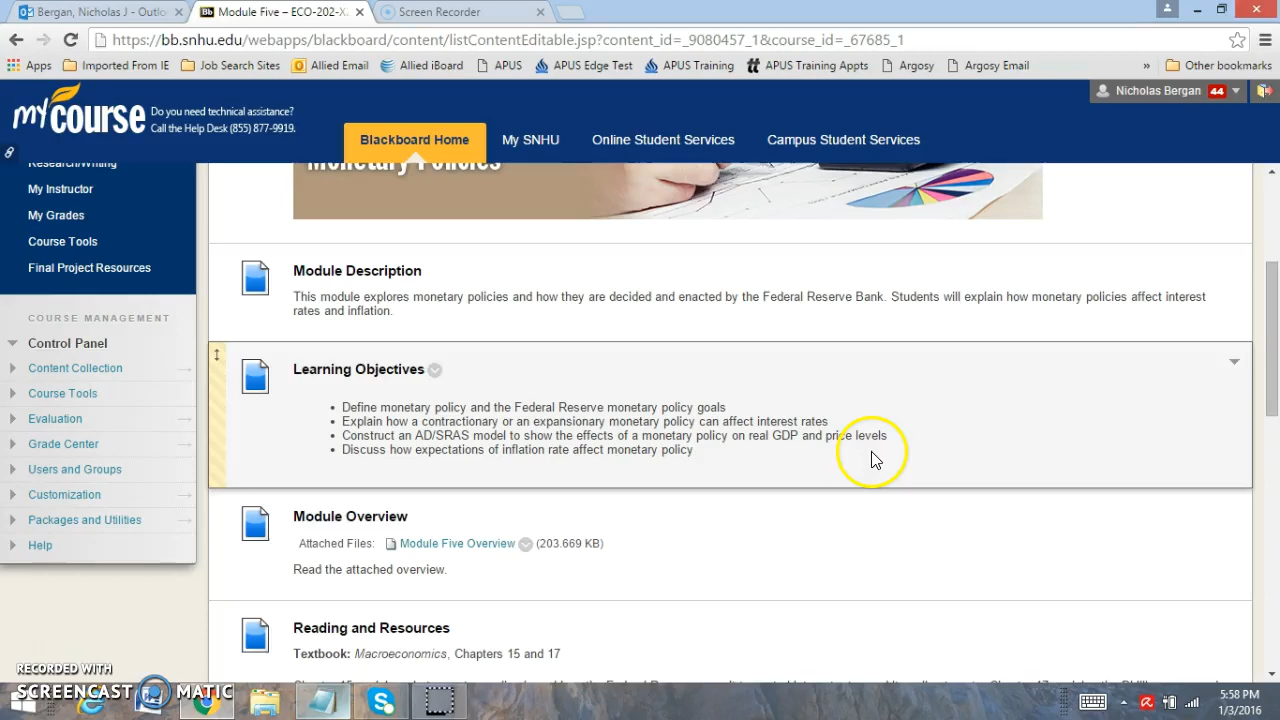 Bergan, Nicholas J - Outlo
Module Five – ECO-202-X
Screen Recorder
https://bb.snhu.edu/webapps/blackboard/content/listContentEditable.jsp?content_id=_9080457_1&course_id=_67685_1
Apps Imported From IE Job Search Sites Allied Email Allied iBoard APUS APUS Edge Test APUS Training APUS Training Appts Argosy Argosy Email » Other bookmarks
mycourse
Do you need technical assistance?
Call the Help Desk (855) 877-9919.
Nicholas Bergan 44
Blackboard Home My SNHU Online Student Services Campus Student Services
Research/Writing
My Instructor
My Grades
Course Tools
Final Project Resources
COURSE MANAGEMENT
Control Panel
Content Collection
Course Tools
Evaluation
Grade Center
Users and Groups
Customization
Packages and Utilities
Help
Monetary Policies
Module Description
This module explores monetary policies and how they are decided and enacted by the Federal Reserve Bank. Students will explain how monetary policies affect interest
rates and inflation.
Learning Objectives
• Define monetary policy and the Federal Reserve monetary policy goals
• Explain how a contractionary or an expansionary monetary policy can affect interest rates
• Construct an AD/SRAS model to show the effects of a monetary policy on real GDP and price levels
• Discuss how expectations of inflation rate affect monetary policy
Module Overview
Attached Files: Module Five Overview (203.669 KB)
Read the attached overview.
Reading and Resources
Textbook: Macroeconomics, Chapters 15 and 17
RECORDED WITH
SCREENCAST MATIC
5:58 PM
1/3/2016